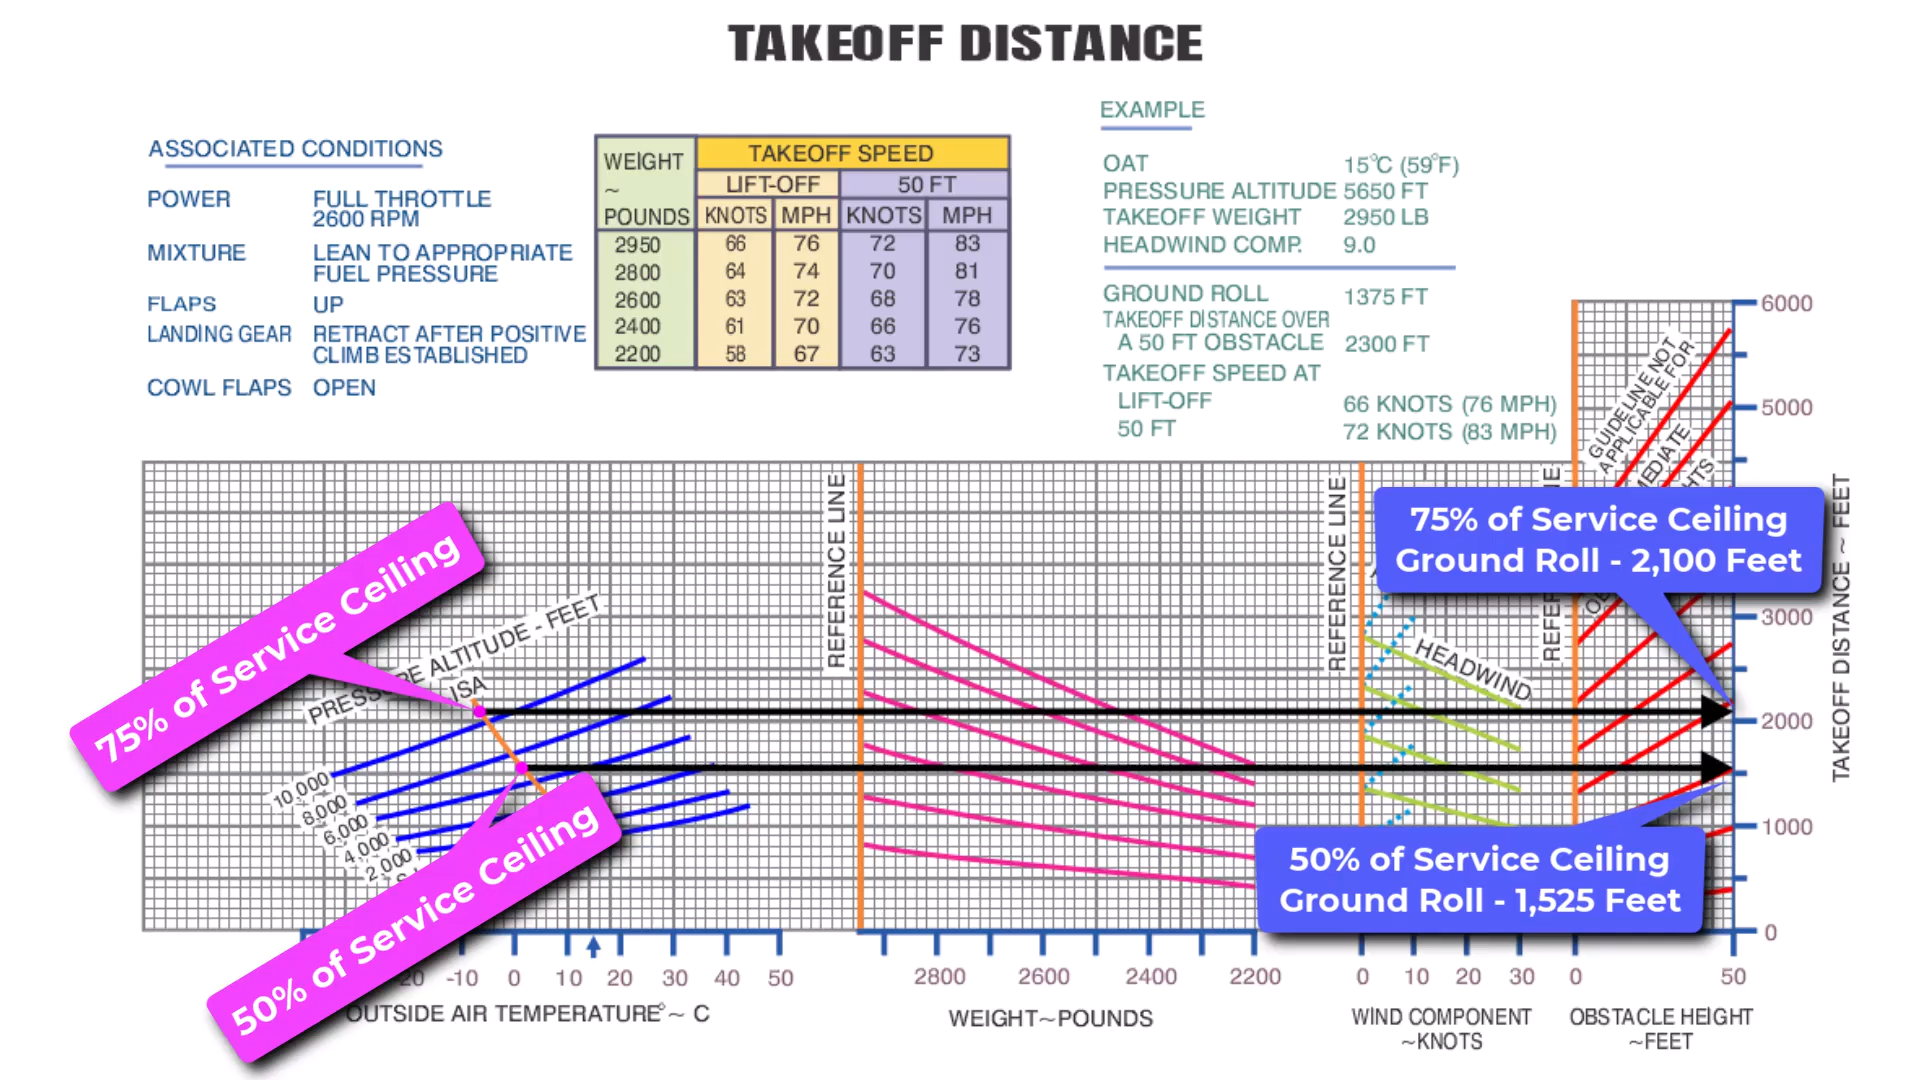 TAKEOFF DISTANCE
ASSOCIATED CONDITIONS
POWER FULL THROTTLE
2600 RPM
MIXTURE LEAN TO APPROPRIATE
FUEL PRESSURE
FLAPS UP
LANDING GEAR RETRACT AFTER POSITIVE
CLIMB ESTABLISHED
COWL FLAPS OPEN
WEIGHT
~
POUNDS
TAKEOFF SPEED
LIFT-OFF 50 FT
KNOTS MPH KNOTS MPH
2950 66 76 72 83
2800 64 74 70 81
2600 63 72 68 78
2400 61 70 66 76
2200 58 67 63 73
EXAMPLE
OAT 15°C (59°F)
PRESSURE ALTITUDE 5650 FT
TAKEOFF WEIGHT 2950 LB
HEADWIND COMP. 9.0
GROUND ROLL 1375 FT
TAKEOFF DISTANCE OVER
A 50 FT OBSTACLE 2300 FT
TAKEOFF SPEED AT
LIFT-OFF 66 KNOTS (76 MPH)
50 FT 72 KNOTS (83 MPH)
75% of Service Ceiling
50% of Service Ceiling
PRESSURE ALTITUDE - FEET
ISA
10,000
8,000
6,000
4,000
2,000
REFERENCE LINE
REFERENCE LINE
HEADWIND
GUIDELINE NOT
APPLICABLE FOR
75% of Service Ceiling
Ground Roll - 2,100 Feet
50% of Service Ceiling
Ground Roll - 1,525 Feet
6000
5000
3000
2000
1000
0
TAKEOFF DISTANCE ~ FEET
20 -10 0 10 20 30 40 50
OUTSIDE AIR TEMPERATURE ~ °C
2800 2600 2400 2200
WEIGHT~POUNDS
0 10 20 30
WIND COMPONENT
~KNOTS
0 50
OBSTACLE HEIGHT
~FEET